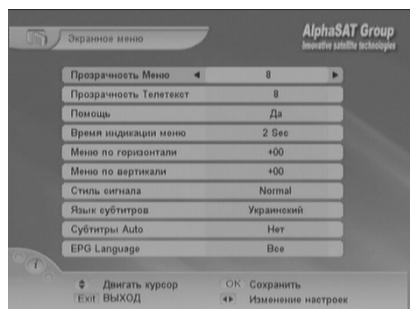 Экранное меню
AlphaSAT Group
Innovative satellite technologies
Прозрачность Меню 8
Прозрачность Телетекст 8
Помощь Да
Время индикации меню 2 Sec
Меню по горизонтали +00
Меню по вертикали +00
Стиль сигнала Normal
Язык субтитров Украинский
Субтитры Auto Нет
EPG Language Все
Двигать курсор OK Сохранить
Exit ВЫХОД Изменение настроек